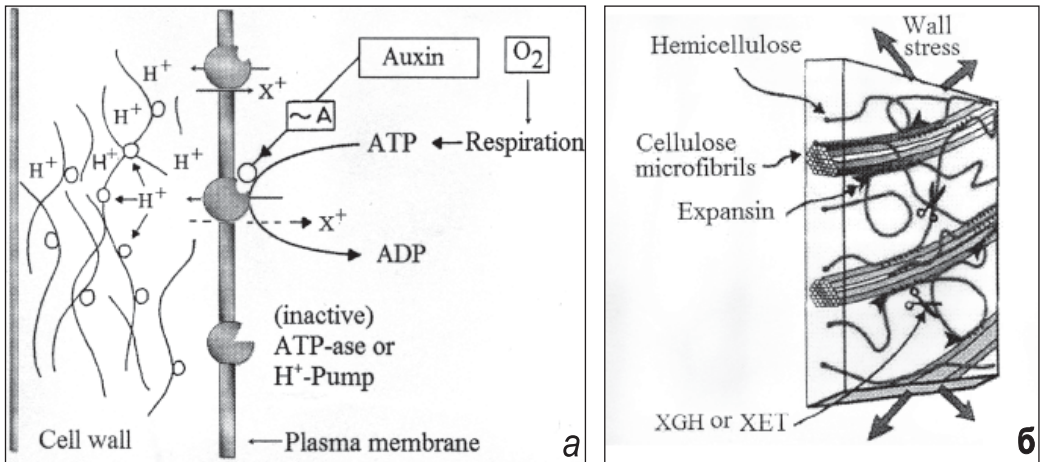 Auxin
O₂
H⁺
X⁺
H⁺
H⁺
~ A
ATP
Respiration
H⁺
H⁺
H⁺
H⁺
X⁺
ADP
(inactive)
ATP-ase or
H⁺-Pump
Cell wall
Plasma membrane
а
Wall
stress
Hemicellulose
Cellulose
microfibrils
Expansin
XGH or XET
б